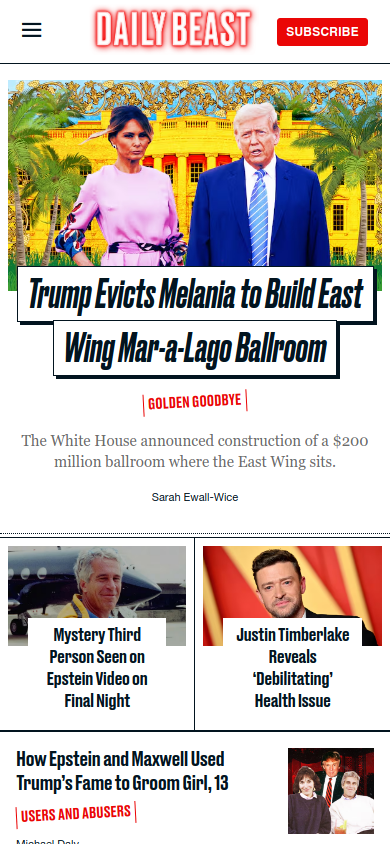 DAILY BEAST
SUBSCRIBE
Trump Evicts Melania to Build East
Wing Mar-a-Lago Ballroom
GOLDEN GOODBYE
The White House announced construction of a $200
million ballroom where the East Wing sits.
Sarah Ewall-Wice
Mystery Third
Person Seen on
Epstein Video on
Final Night
Justin Timberlake
Reveals
‘Debilitating’
Health Issue
How Epstein and Maxwell Used
Trump’s Fame to Groom Girl, 13
USERS AND ABUSERS
Michael Daly